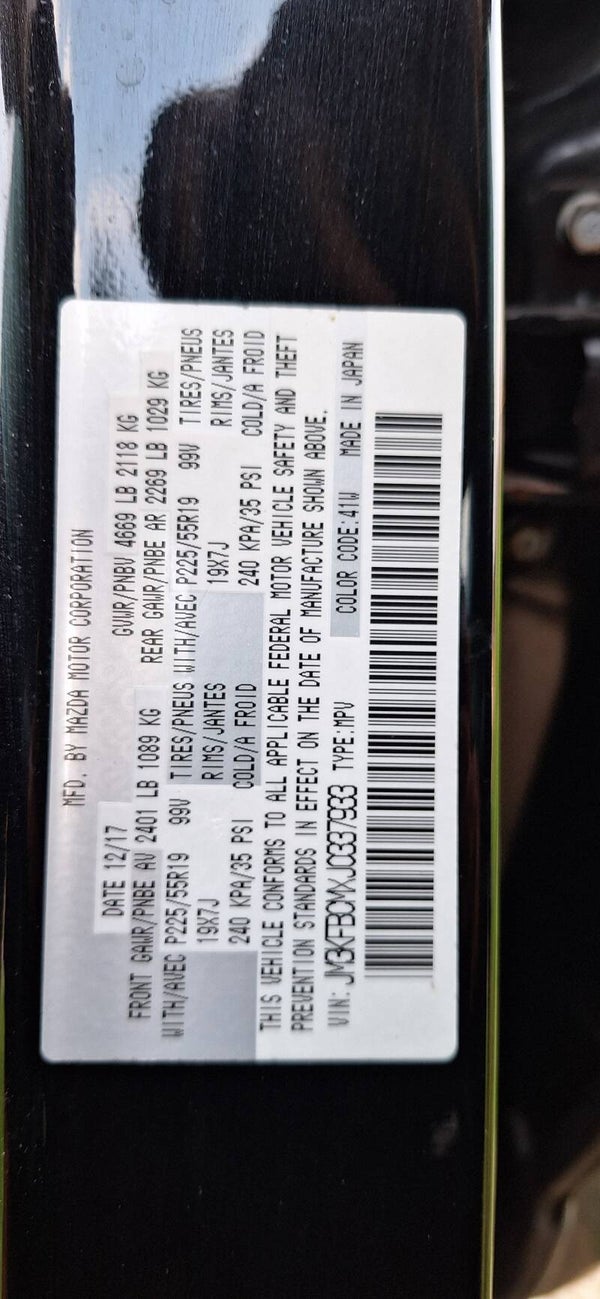 MFD. BY MAZDA MOTOR CORPORATION
DATE 12/17 GVWR/PNBV 4669 LB 2118 KG
FRONT GAWR/PNBE AV 2401 LB 1089 KG REAR GAWR/PNBE AR 2269 LB 1029 KG
WITH/AVEC P225/55R19 99V TIRES/PNEUS WITH/AVEC P225/55R19 99V TIRES/PNEUS
19X7J RIMS/JANTES 19X7J RIMS/JANTES
240 KPA/35 PSI COLD/A FROID 240 KPA/35 PSI COLD/A FROID
THIS VEHICLE CONFORMS TO ALL APPLICABLE FEDERAL MOTOR VEHICLE SAFETY AND THEFT
PREVENTION STANDARDS IN EFFECT ON THE DATE OF MANUFACTURE SHOWN ABOVE.
VIN: JM3KFBCMXJ0337933 TYPE:MPV COLOR CODE:41W MADE IN JAPAN